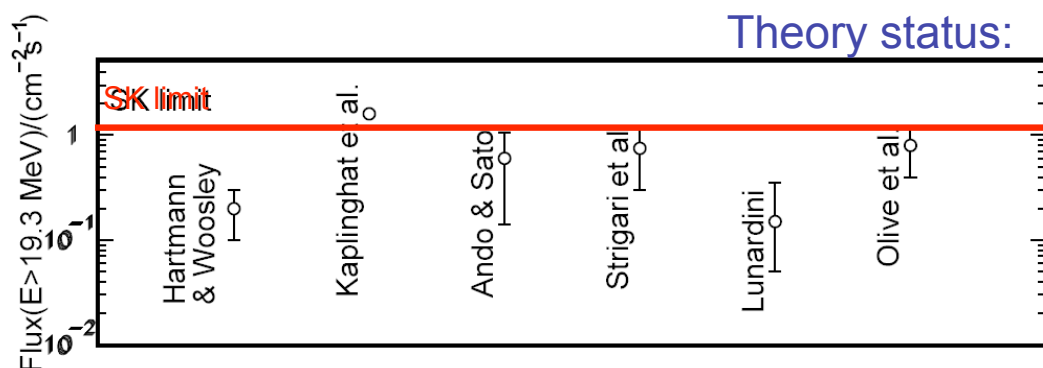 Theory status:
Flux(E>19.3 MeV)/(cm⁻²s⁻¹)
SK limit
1
10⁻¹
10⁻²
Hartmann
& Woosley
Kaplinghat et al.
Ando & Sato
Strigari et al
Lunardini
Olive et al.